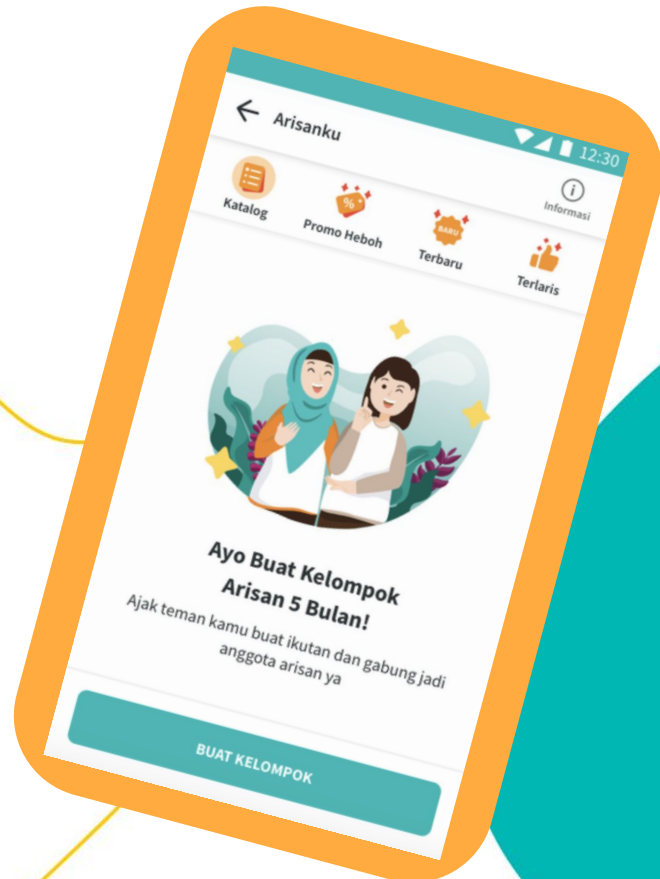 12:30
Arisanku
Informasi
Katalog
%
Promo Heboh
BARU
Terbaru
Terlaris
Ayo Buat Kelompok
Arisan 5 Bulan!
Ajak teman kamu buat ikutan dan gabung jadi
anggota arisan ya
BUAT KELOMPOK